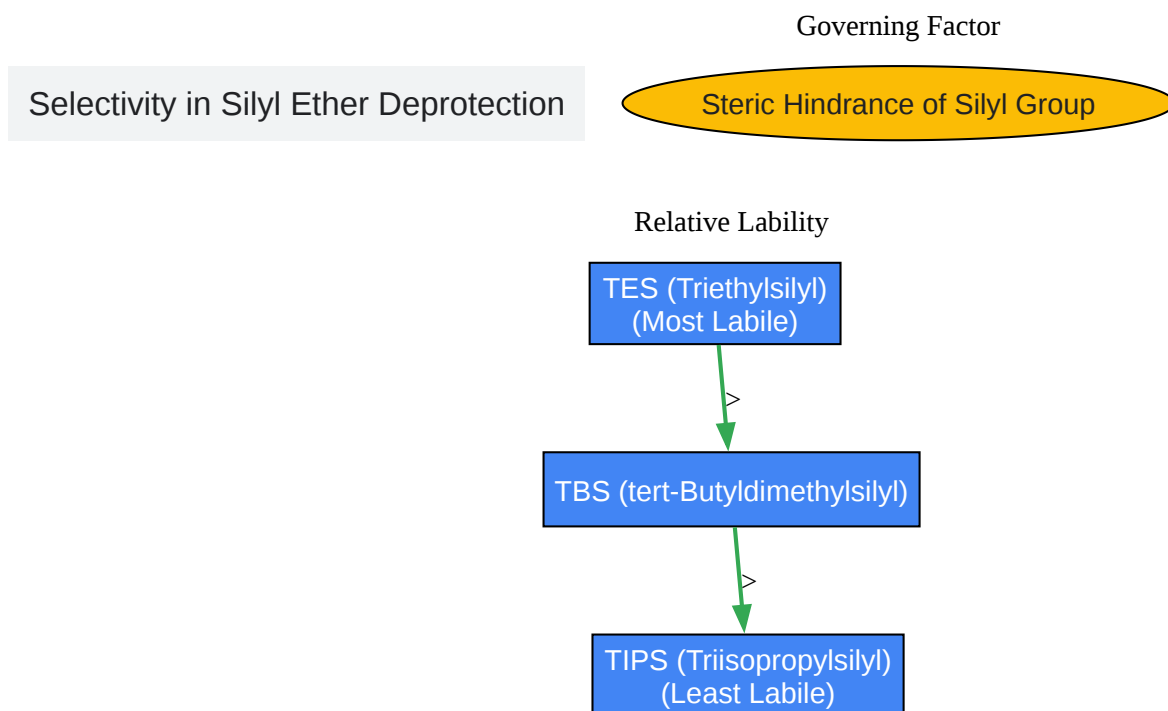 Governing Factor
Selectivity in Silyl Ether Deprotection
Steric Hindrance of Silyl Group
Relative Lability
TES (Triethylsilyl)
(Most Labile)
>
TBS (tert-Butyldimethylsilyl)
>
TIPS (Triisopropylsilyl)
(Least Labile)